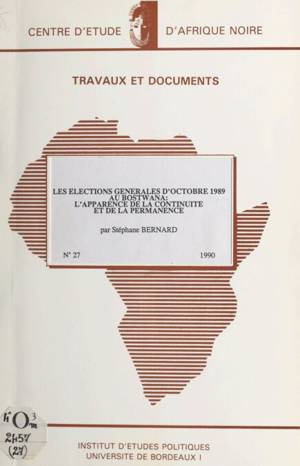 CENTRE D'ETUDE D'AFRIQUE NOIRE
TRAVAUX ET DOCUMENTS
LES ELECTIONS GENERALES D'OCTOBRE 1989
AU BOSTWANA:
L'APPARENCE DE LA CONTINUITE
ET DE LA PERMANENCE
par Stéphane BERNARD
N° 27 1990
(27)
INSTITUT D'ETUDES POLITIQUES
UNIVERSITE DE BORDEAUX I